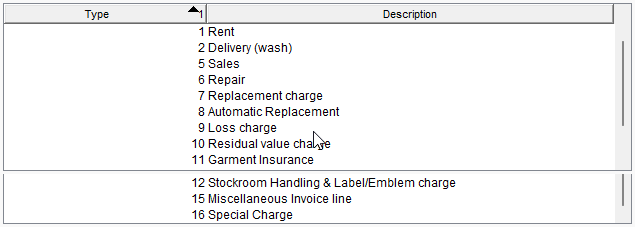 Type 1 Description
1 Rent
2 Delivery (wash)
5 Sales
6 Repair
7 Replacement charge
8 Automatic Replacement
9 Loss charge
10 Residual value charge
11 Garment Insurance
12 Stockroom Handling & Label/Emblem charge
15 Miscellaneous Invoice line
16 Special Charge